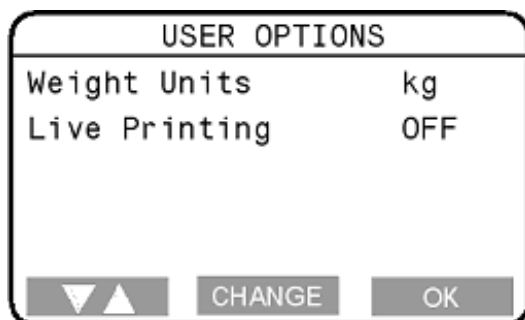 USER OPTIONS
Weight Units kg
Live Printing OFF
CHANGE OK